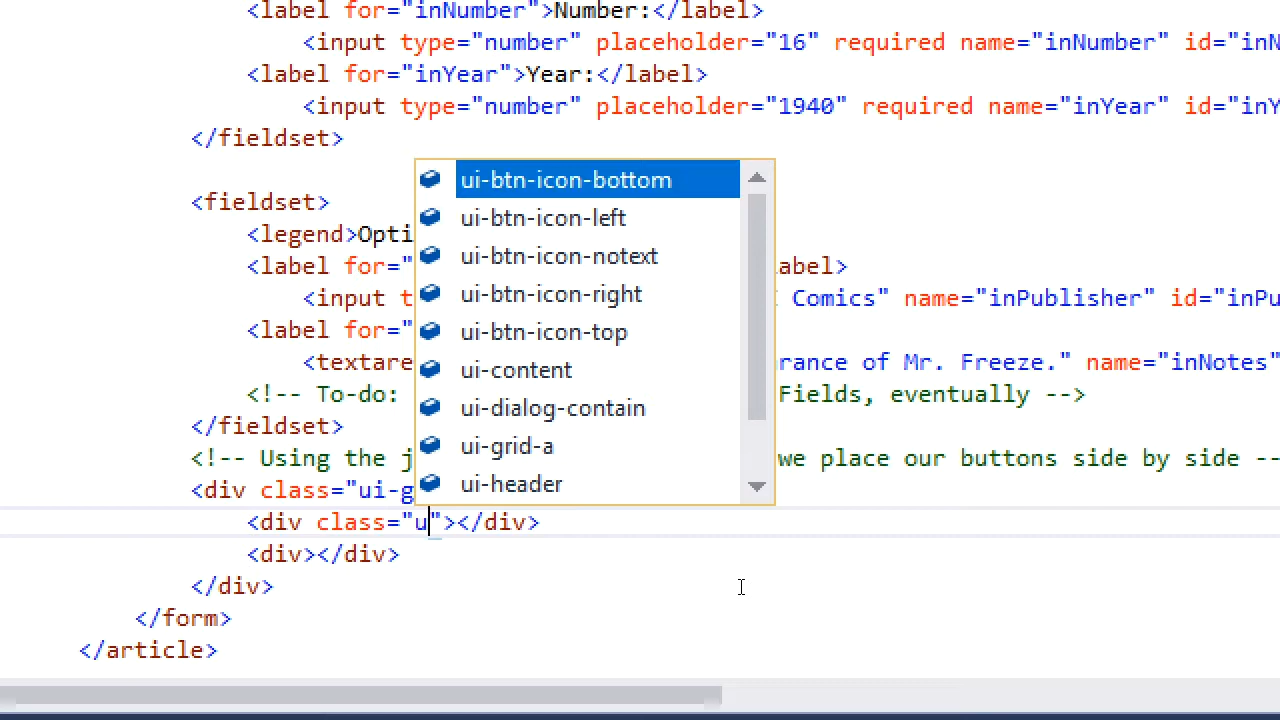 <label for="inNumber">Number:</label>
<input type="number" placeholder="16" required name="inNumber" id="inN
<label for="inYear">Year:</label>
<input type="number" placeholder="1940" required name="inYear" id="inY
</fieldset>
<fieldset>
<legend>Opti
<label for=" abel>
<input t Comics" name="inPublisher" id="inPu
<label for="
<textare rance of Mr. Freeze." name="inNotes"
<!-- To-do: Fields, eventually -->
</fieldset>
<!-- Using the j we place our buttons side by side --
<div class="ui-g
<div class="u"></div>
<div></div>
</div>
</form>
</article>
ui-btn-icon-bottom
ui-btn-icon-left
ui-btn-icon-notext
ui-btn-icon-right
ui-btn-icon-top
ui-content
ui-dialog-contain
ui-grid-a
ui-header